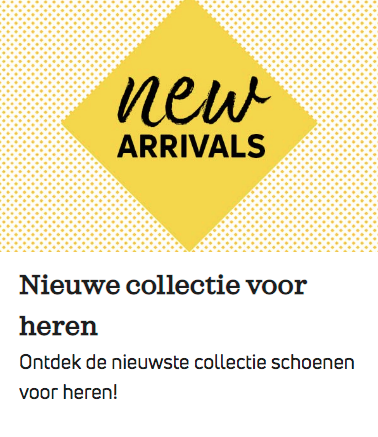 new
ARRIVALS
Nieuwe collectie voor
heren
Ontdek de nieuwste collectie schoenen
voor heren!